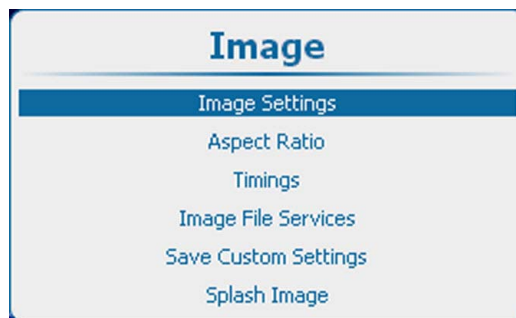 Image
Image Settings
Aspect Ratio
Timings
Image File Services
Save Custom Settings
Splash Image